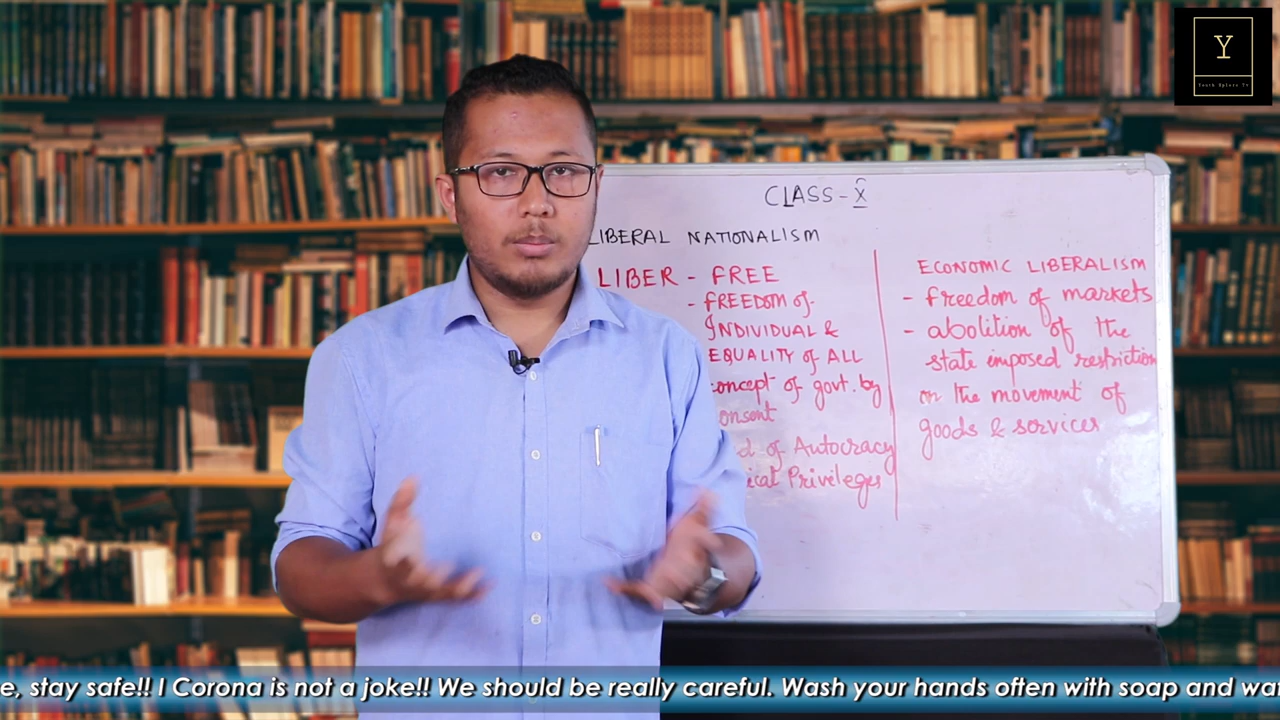 Y
CLASS - X
LIBERAL NATIONALISM
LIBER - FREE
- FREEDOM of
INDIVIDUAL &
EQUALITY of ALL
concept of govt. by
onsent
d of Autocracy
ical Privileges
ECONOMIC LIBERALISM
- freedom of markets
- abolition of the
state imposed restriction
on the movement of
goods & services
e, stay safe!! I Corona is not a joke!! We should be really careful. Wash your hands often with soap and wa